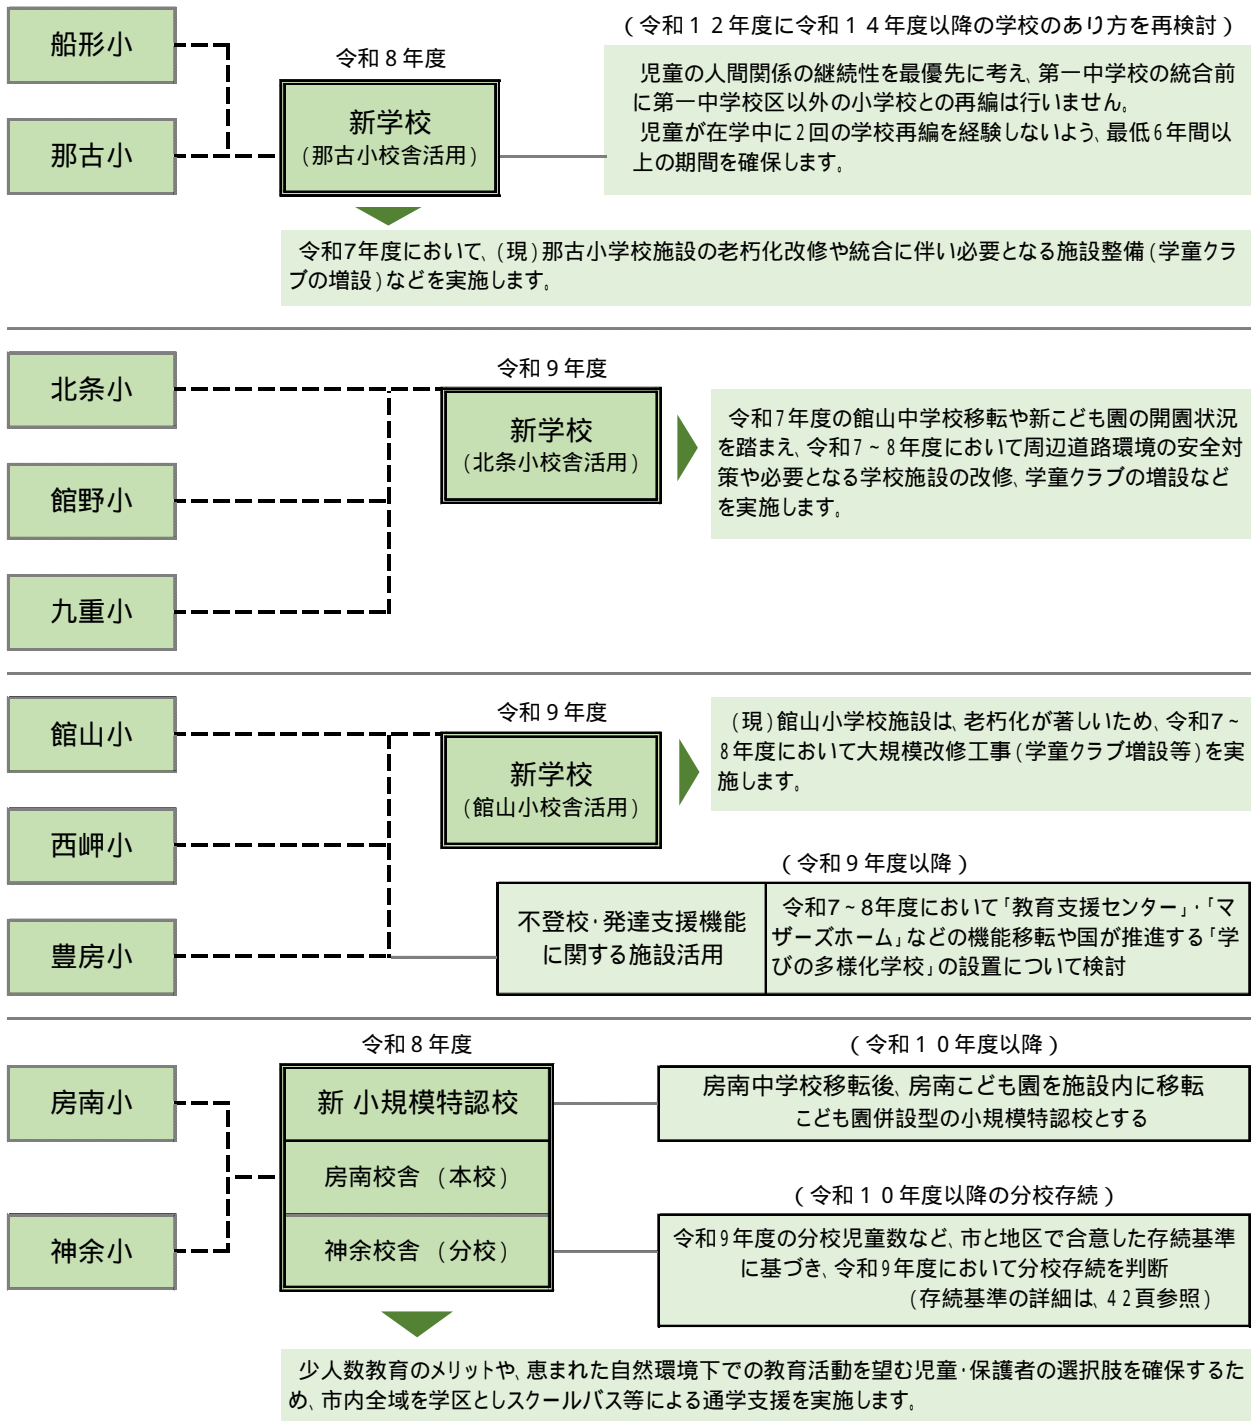 船形小
那古小
令和8年度
新学校
(那古小校舎活用)
(令和12年度に令和14年度以降の学校のあり方を再検討)
児童の人間関係の継続性を最優先に考え、第一中学校の統合前
に第一中学校区以外の小学校との再編は行いません。
児童が在学中に2回の学校再編を経験しないよう、最低6年間以
上の期間を確保します。
令和7年度において、(現)那古小学校施設の老朽化改修や統合に伴い必要となる施設整備(学童クラ
ブの増設)などを実施します。
北条小
館野小
九重小
令和9年度
新学校
(北条小校舎活用)
令和7年度の館山中学校移転や新こども園の開園状況
を踏まえ、令和7~8年度において周辺道路環境の安全対
策や必要となる学校施設の改修、学童クラブの増設など
を実施します。
館山小
西岬小
豊房小
令和9年度
新学校
(館山小校舎活用)
(現)館山小学校施設は、老朽化が著しいため、令和7~
8年度において大規模改修工事(学童クラブ増設等)を実
施します。
(令和9年度以降)
不登校・発達支援機能
に関する施設活用
令和7~8年度において「教育支援センター」・「マ
ザーズホーム」などの機能移転や国が推進する「学
びの多様化学校」の設置について検討
房南小
神余小
令和8年度
新 小規模特認校
房南校舎 (本校)
神余校舎 (分校)
(令和10年度以降)
房南中学校移転後、房南こども園を施設内に移転
こども園併設型の小規模特認校とする
(令和10年度以降の分校存続)
令和9年度の分校児童数など、市と地区で合意した存続基準
に基づき、令和9年度において分校存続を判断
(存続基準の詳細は、42頁参照)
少人数教育のメリットや、恵まれた自然環境下での教育活動を望む児童・保護者の選択肢を確保するた
め、市内全域を学区としスクールバス等による通学支援を実施します。